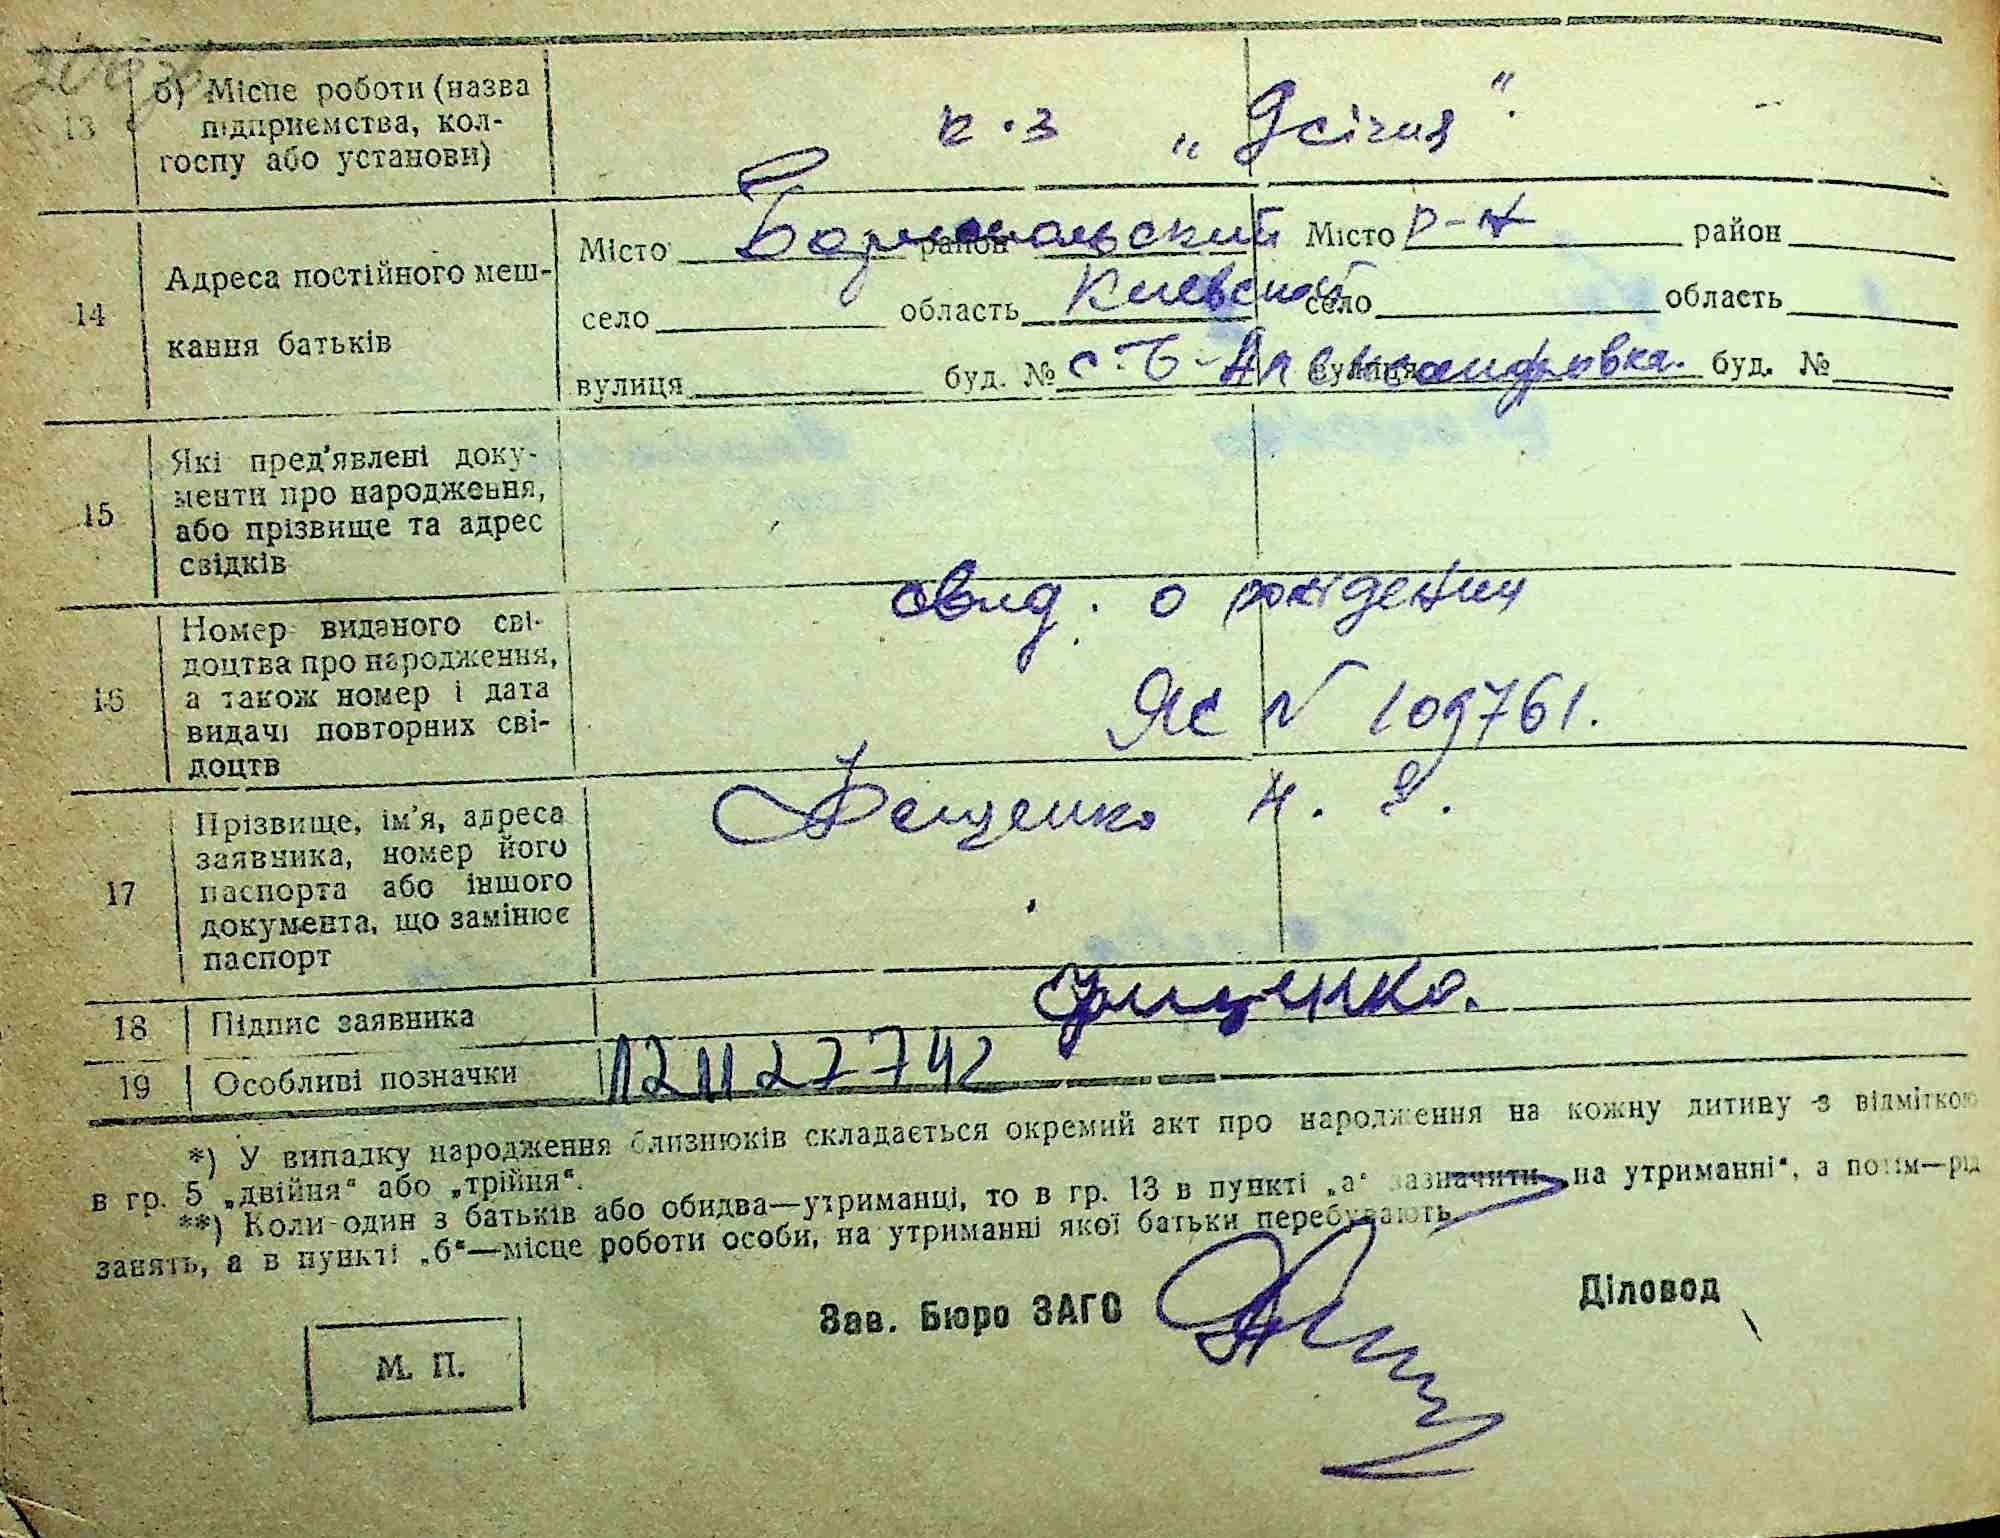 13
б) Місце роботи (назва
підприємства, кол-
госпу або установи)
к-з „9 січня".
14
Адреса постійного меш-
кання батьків
Місто Бориспольский район Місто р-н район
село область Киевской село область
вулиця буд. № с. Б-Александровка. вулиця буд. №
15
Які пред'явлені доку-
менти про народження,
або прізвище та адрес
свідків
16
Номер виданого сві-
доцтва про народження,
а також номер і дата
видачі повторних сві-
доцтв
свид. о рождении
ЯС N 109761.
17
Прізвище, ім'я, адреса
заявника, номер його
паспорта або іншого
документа, що замінює
паспорт
Фещенко Н. Я.
18
Підпис заявника
Фещенко.
19
Особливі позначки
*) У випадку народження близнюків складається окремий акт про народження на кожну дитину з відміткою
в гр. 5 „двійня" або „трійня".
**) Коли один з батьків або обидва—утриманці, то в гр. 13 в пункті „а" зазначити „на утриманні", а потім—рід
занять, а в пункті „б"—місце роботи особи, на утриманні якої батьки перебувають
Зав. Бюро ЗАГС
Діловод
М. П.